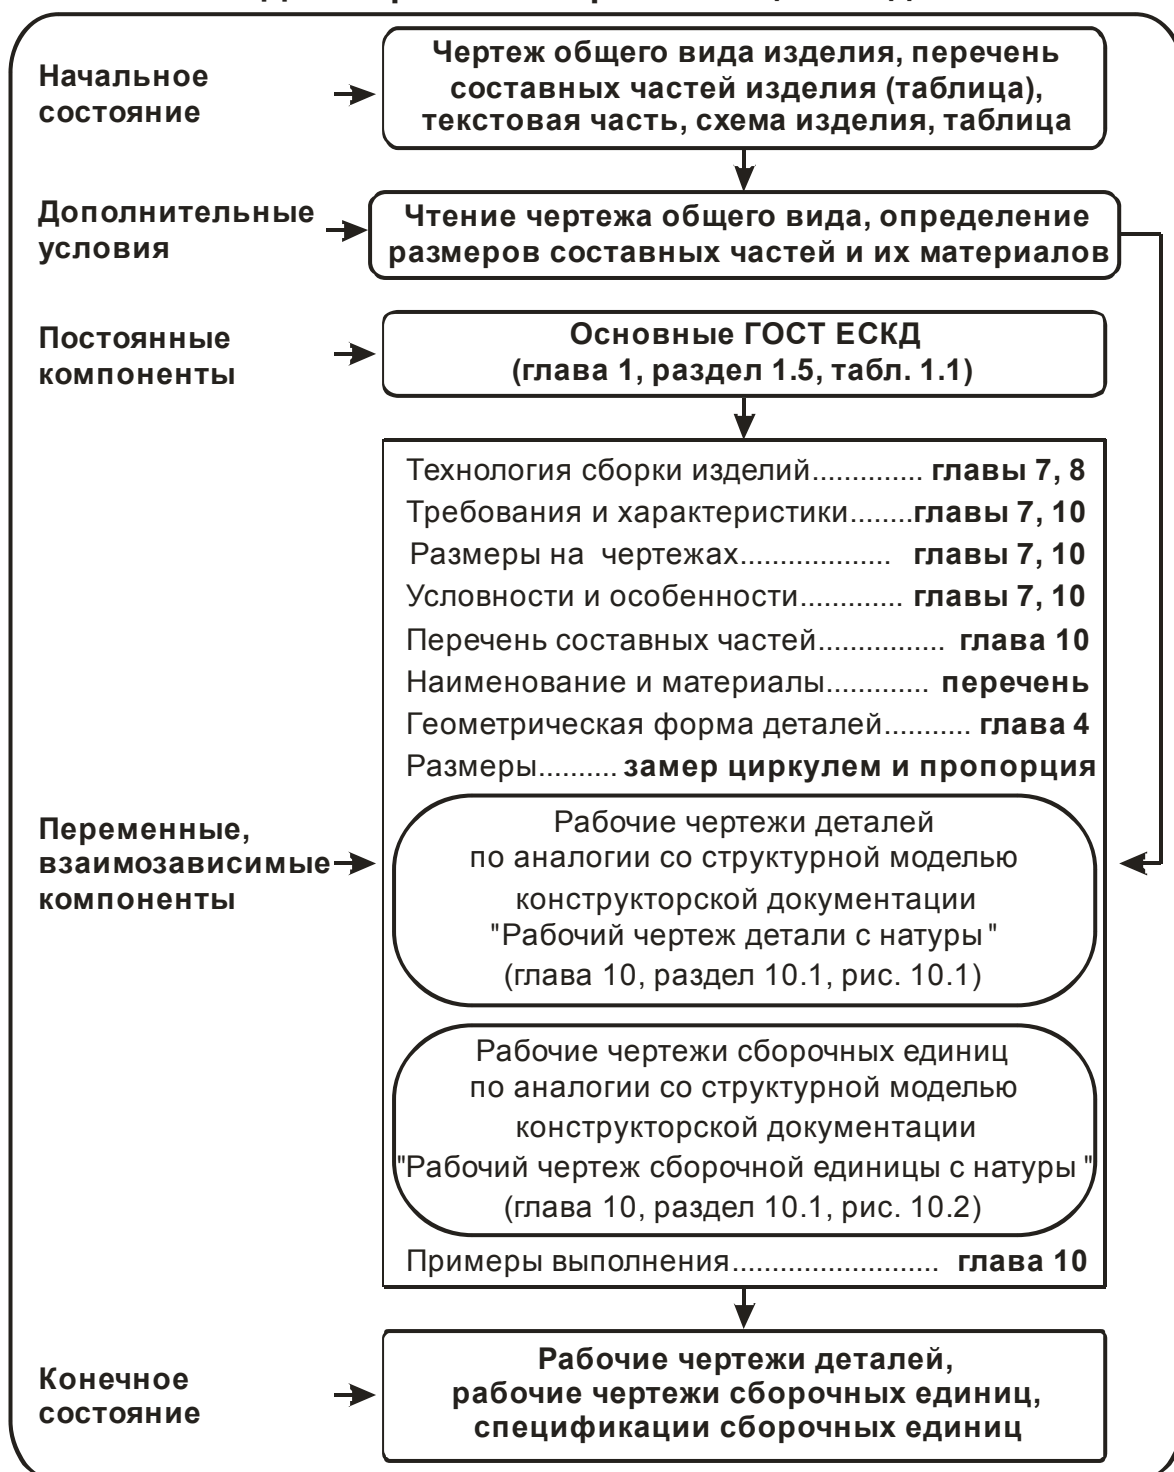 Начальное
состояние
Чертеж общего вида изделия, перечень
составных частей изделия (таблица),
текстовая часть, схема изделия, таблица
Дополнительные
условия
Чтение чертежа общего вида, определение
размеров составных частей и их материалов
Постоянные
компоненты
Основные ГОСТ ЕСКД
(глава 1, раздел 1.5, табл. 1.1)
Переменные,
взаимозависимые
компоненты
Технология сборки изделий.............. главы 7, 8
Требования и характеристики........главы 7, 10
Размеры на чертежах................... главы 7, 10
Условности и особенности............. главы 7, 10
Перечень составных частей................ глава 10
Наименование и материалы............. перечень
Геометрическая форма деталей........... глава 4
Размеры.......... замер циркулем и пропорция
Рабочие чертежи деталей
по аналогии со структурной моделью
конструкторской документации
"Рабочий чертеж детали с натуры"
(глава 10, раздел 10.1, рис. 10.1)
Рабочие чертежи сборочных единиц
по аналогии со структурной моделью
конструкторской документации
"Рабочий чертеж сборочной единицы с натуры"
(глава 10, раздел 10.1, рис. 10.2)
Примеры выполнения.......................... глава 10
Конечное
состояние
Рабочие чертежи деталей,
рабочие чертежи сборочных единиц,
спецификации сборочных единиц